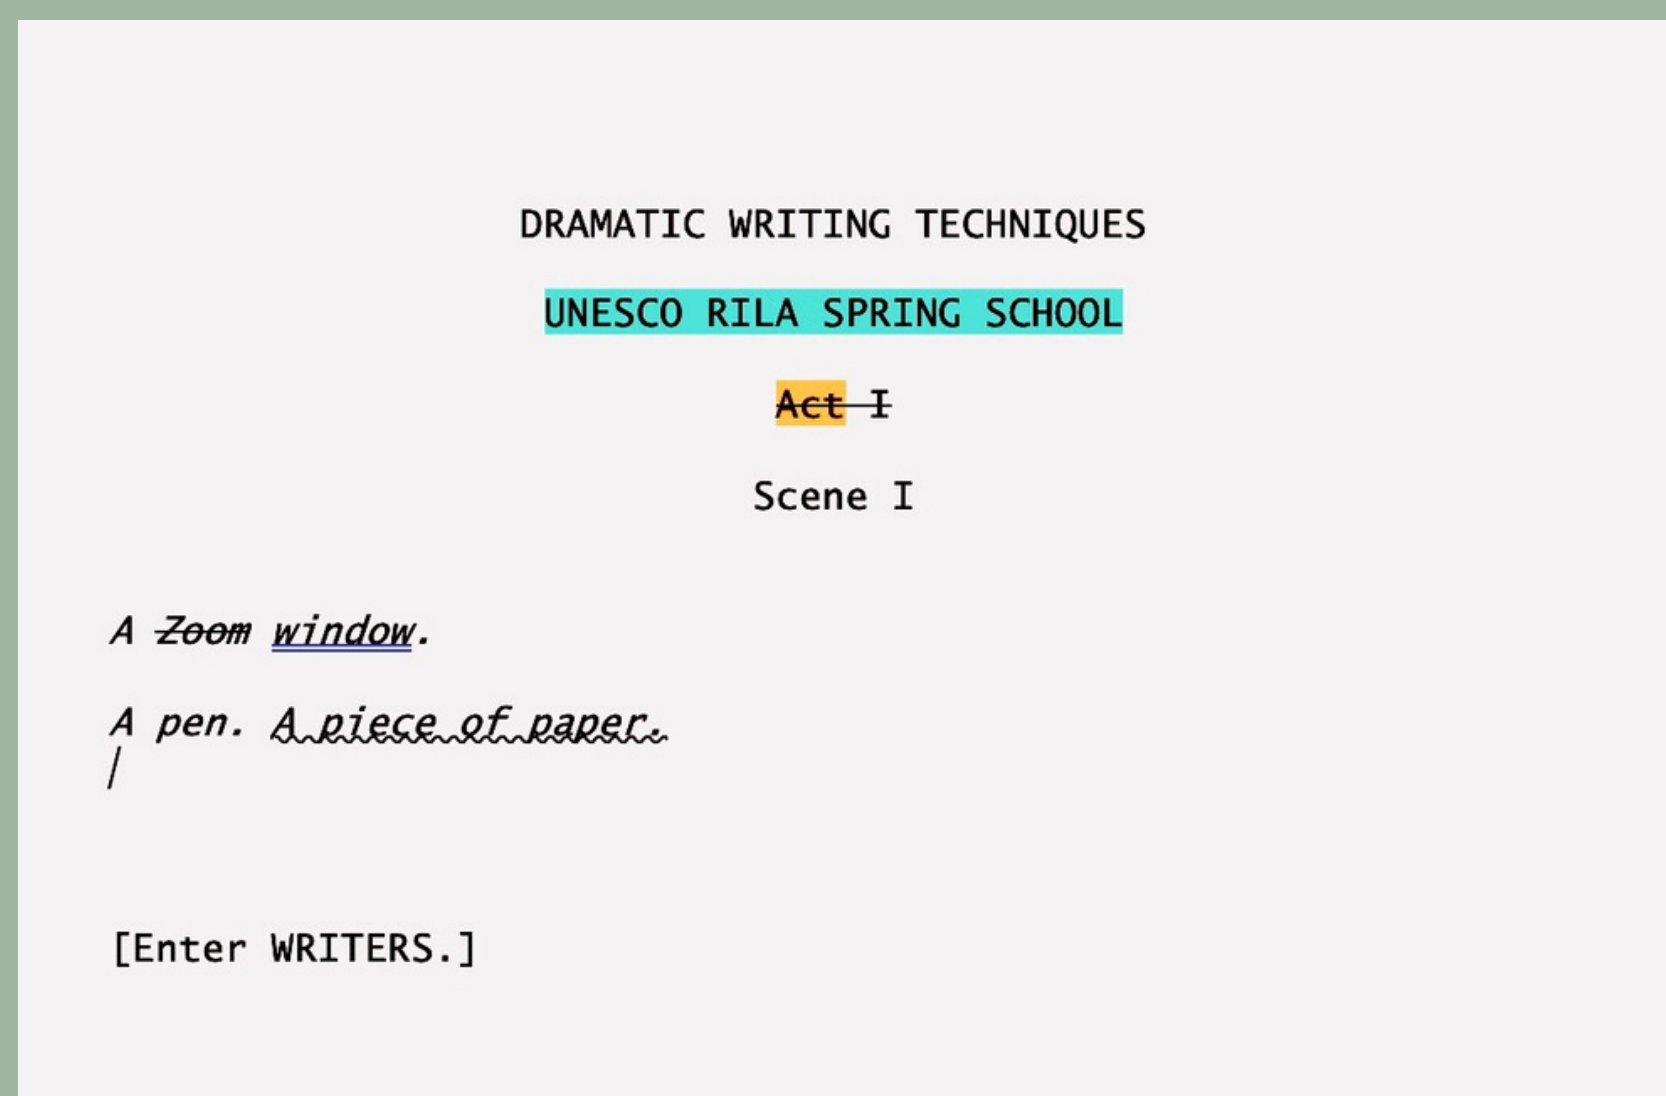 DRAMATIC WRITING TECHNIQUES
UNESCO RILA SPRING SCHOOL
Act I
Scene I
A Zoom window.
A pen. A piece of paper.
[Enter WRITERS.]